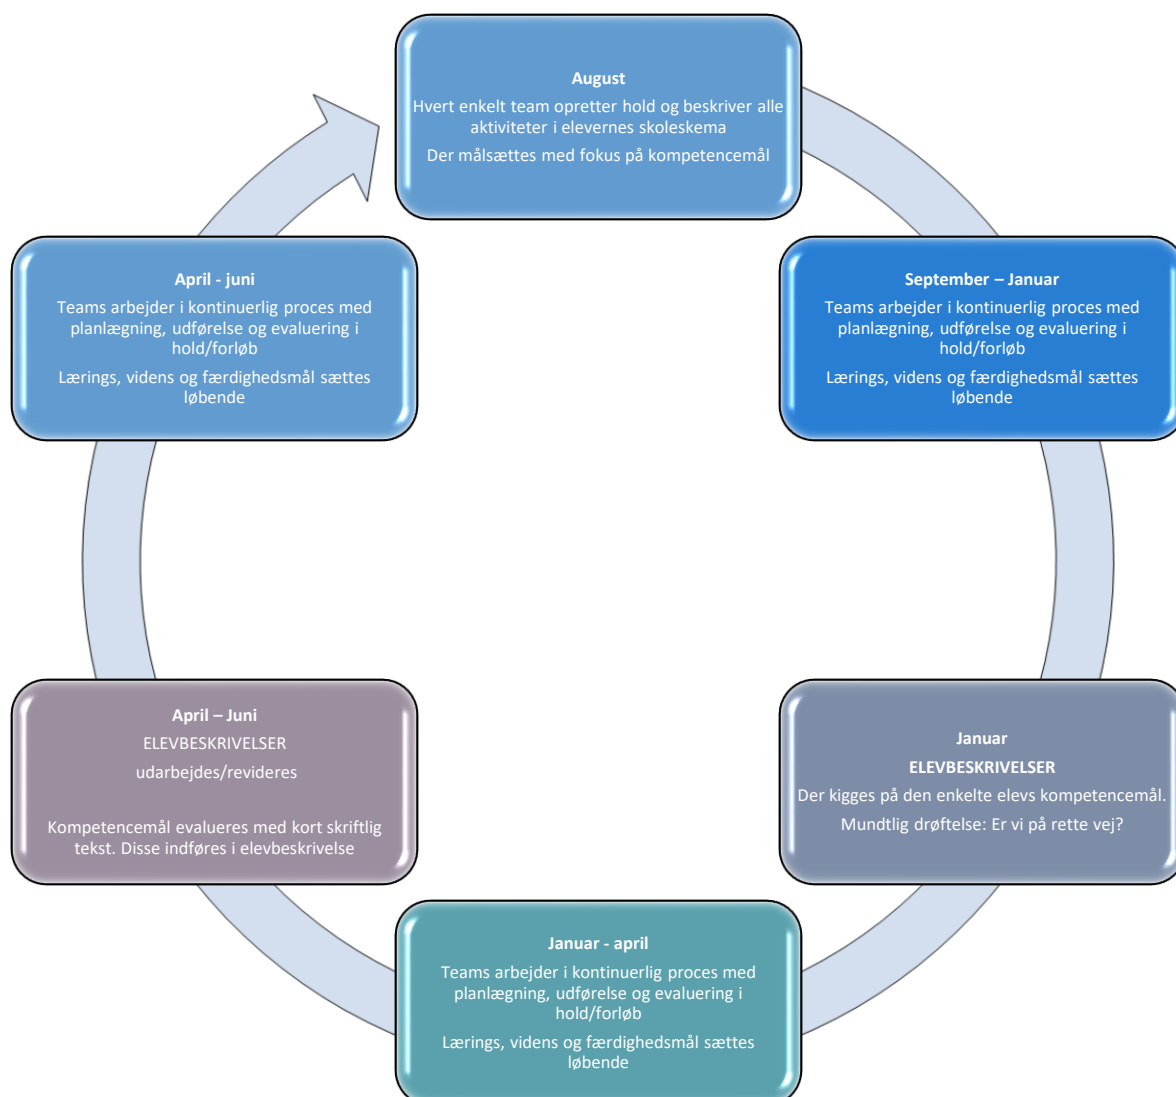 August
Hvert enkelt team opretter hold og beskriver alle
aktiviteter i elevernes skoleskema
Der målsættes med fokus på kompetencemål
September – Januar
Teams arbejder i kontinuerlig proces med
planlægning, udførelse og evaluering i
hold/forløb
Lærings, videns og færdighedsmål sættes
løbende
Januar
ELEVBESKRIVELSER
Der kigges på den enkelte elevs kompetencemål.
Mundtlig drøftelse: Er vi på rette vej?
Januar - april
Teams arbejder i kontinuerlig proces med
planlægning, udførelse og evaluering i
hold/forløb
Lærings, videns og færdighedsmål sættes
løbende
April – Juni
ELEVBESKRIVELSER
udarbejdes/revideres
Kompetencemål evalueres med kort skriftlig
tekst. Disse indføres i elevbeskrivelse
April - juni
Teams arbejder i kontinuerlig proces med
planlægning, udførelse og evaluering i
hold/forløb
Lærings, videns og færdighedsmål sættes
løbende